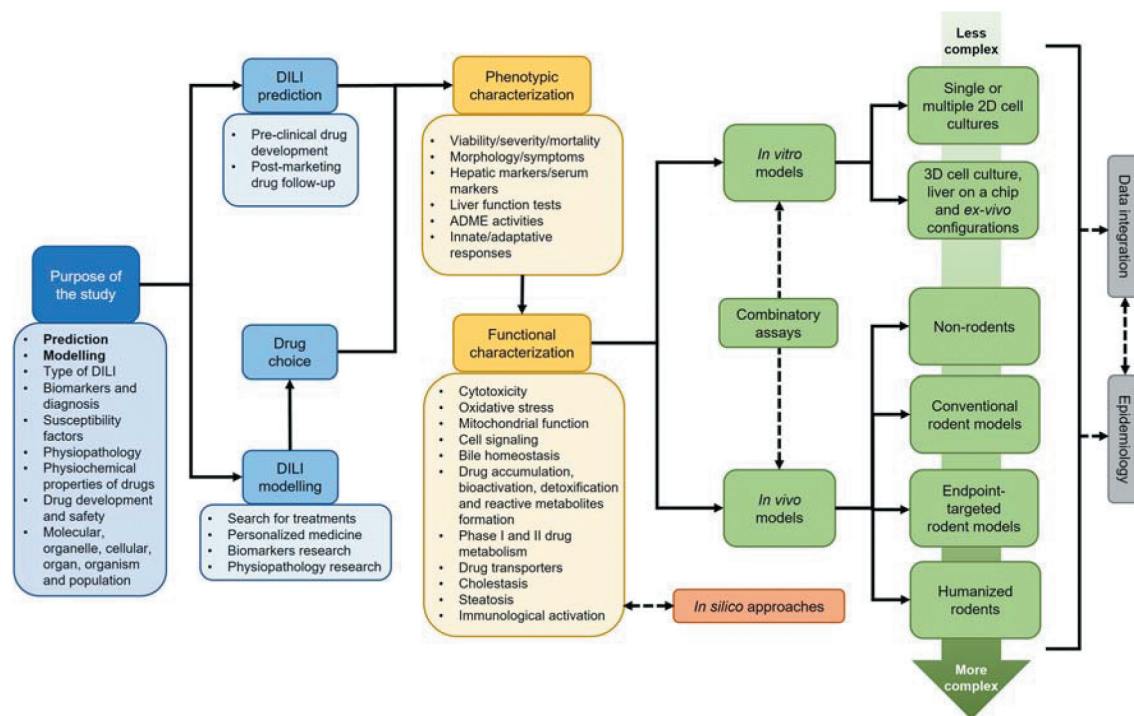 Purpose of
the study
• Prediction
• Modelling
• Type of DILI
• Biomarkers and
diagnosis
• Susceptibility
factors
• Physiopathology
• Physiochemical
properties of drugs
• Drug development
and safety
• Molecular,
organelle, cellular,
organ, organism
and population
DILI
prediction
• Pre-clinical drug
development
• Post-marketing
drug follow-up
Drug
choice
DILI
modelling
• Search for treatments
• Personalized medicine
• Biomarkers research
• Physiopathology research
Phenotypic
characterization
• Viability/severity/mortality
• Morphology/symptoms
• Hepatic markers/serum
markers
• Liver function tests
• ADME activities
• Innate/adaptative
responses
Functional
characterization
• Cytotoxicity
• Oxidative stress
• Mitochondrial function
• Cell signaling
• Bile homeostasis
• Drug accumulation,
bioactivation, detoxification
and reactive metabolites
formation
• Phase I and II drug
metabolism
• Drug transporters
• Cholestasis
• Steatosis
• Immunological activation
In silico approaches
In vitro
models
Combinatory
assays
In vivo
models
Less
complex
Single or
multiple 2D cell
cultures
3D cell culture,
liver on a chip
and ex-vivo
configurations
Non-rodents
Conventional
rodent models
Endpoint-
targeted
rodent models
Humanized
rodents
More
complex
Data integration
Epidemiology